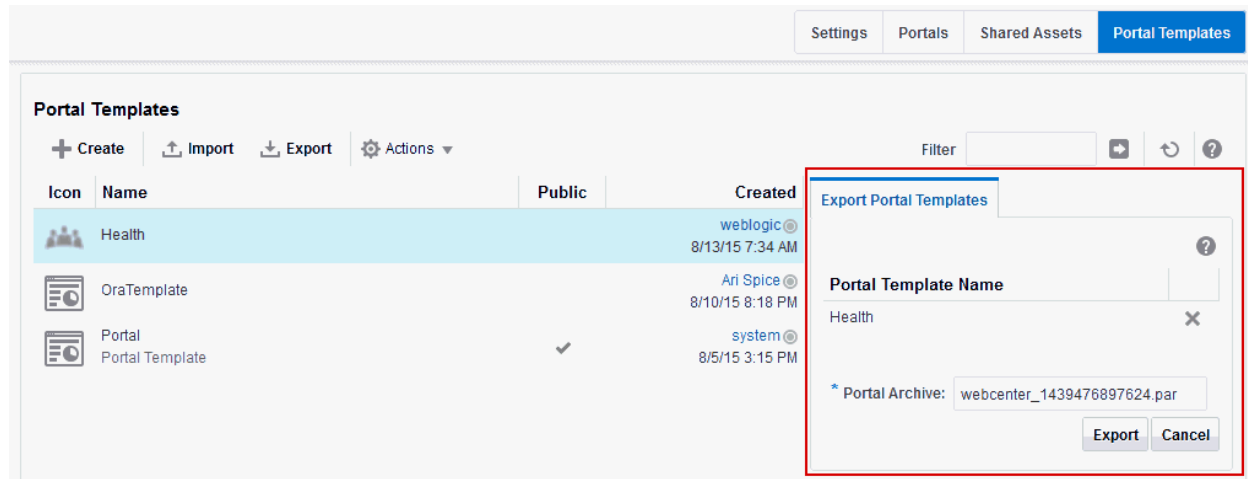 Settings Portals Shared Assets Portal Templates
Portal Templates
Create Import Export Actions Filter
Icon Name Public Created
Health weblogic
8/13/15 7:34 AM
OraTemplate Ari Spice
8/10/15 8:18 PM
Portal system
Portal Template 8/5/15 3:15 PM
Export Portal Templates
Portal Template Name
Health
* Portal Archive: webcenter_1439476897624.par
Export Cancel